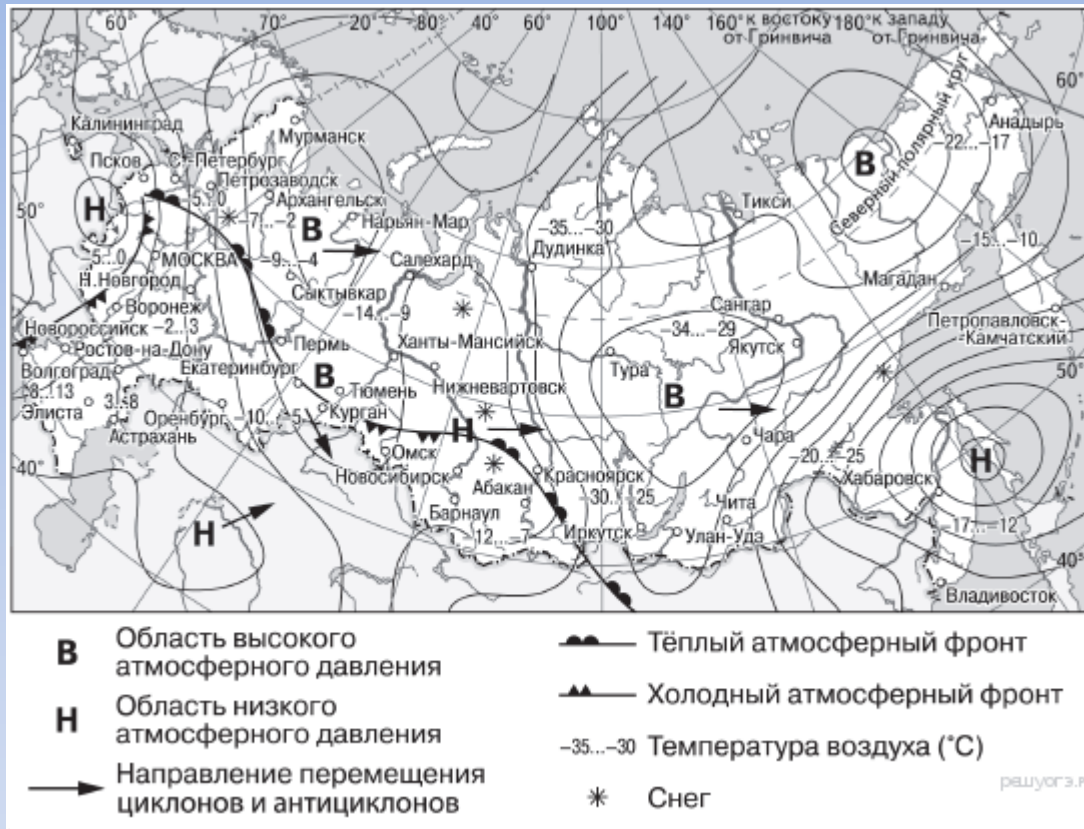 60° 70° 20° 80° 40° 60° 100° 140° 160° к востоку от Гринвича 180° к западу от Гринвича
60°
Калининград
Мурманск
Северный полярный круг
Анадырь
Псков
С.-Петербург
-22...-17
Петрозаводск
В
Н
5...0
Архангельск
Тикси
50°
-7...-2
Нарьян-Мар
-35...-30
В
Дудинка
-15...-10
-5...0
МОСКВА
-9...-4
Салехард
Магадан
Н.Новгород
Сыктывкар
Сангар
Воронеж
-14...-9
-34...-29
Петропавловск-
Камчатский
Новороссийск
-2...3
Пермь
Ханты-Мансийск
Якутск
Ростов-на-Дону
Тура
50°
Волгоград
Екатеринбург
В
Нижневартовск
В
8...13
Тюмень
Элиста
3...8
Оренбург
-10...-5
Курган
Н
Чара
Астрахань
Омск
-20...-25
Н
40°
Новосибирск
Красноярск
Хабаровск
Абакан
-30...-25
Чита
Н
Барнаул
Иркутск
Улан-Удэ
-17...-12
-12...-7
40°
Владивосток
В Область высокого
атмосферного давления
Н Область низкого
атмосферного давления
Направление перемещения
циклонов и антициклонов
Тёплый атмосферный фронт
Холодный атмосферный фронт
-35...-30 Температура воздуха (°С)
Снег